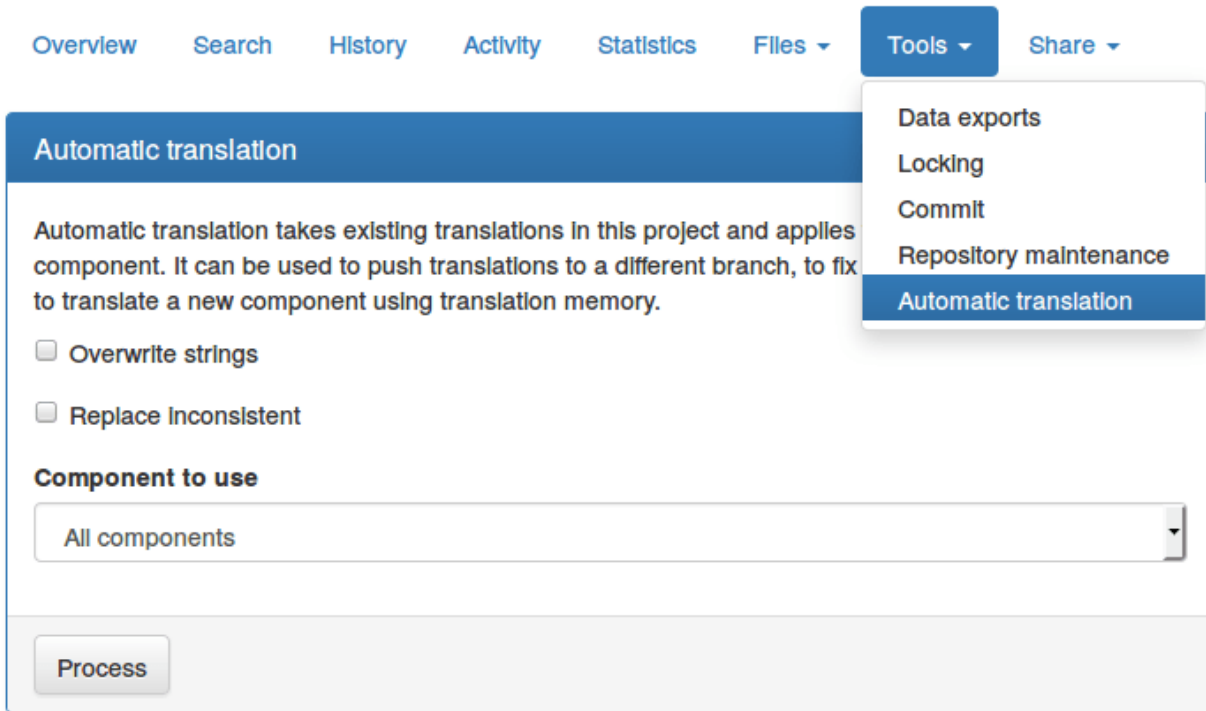 Overview Search History Activity Statistics Files Tools Share
Data exports
Locking
Commit
Repository maintenance
Automatic translation
Automatic translation
Automatic translation takes existing translations in this project and applies
component. It can be used to push translations to a different branch, to fix
to translate a new component using translation memory.
Overwrite strings
Replace inconsistent
Component to use
All components
Process